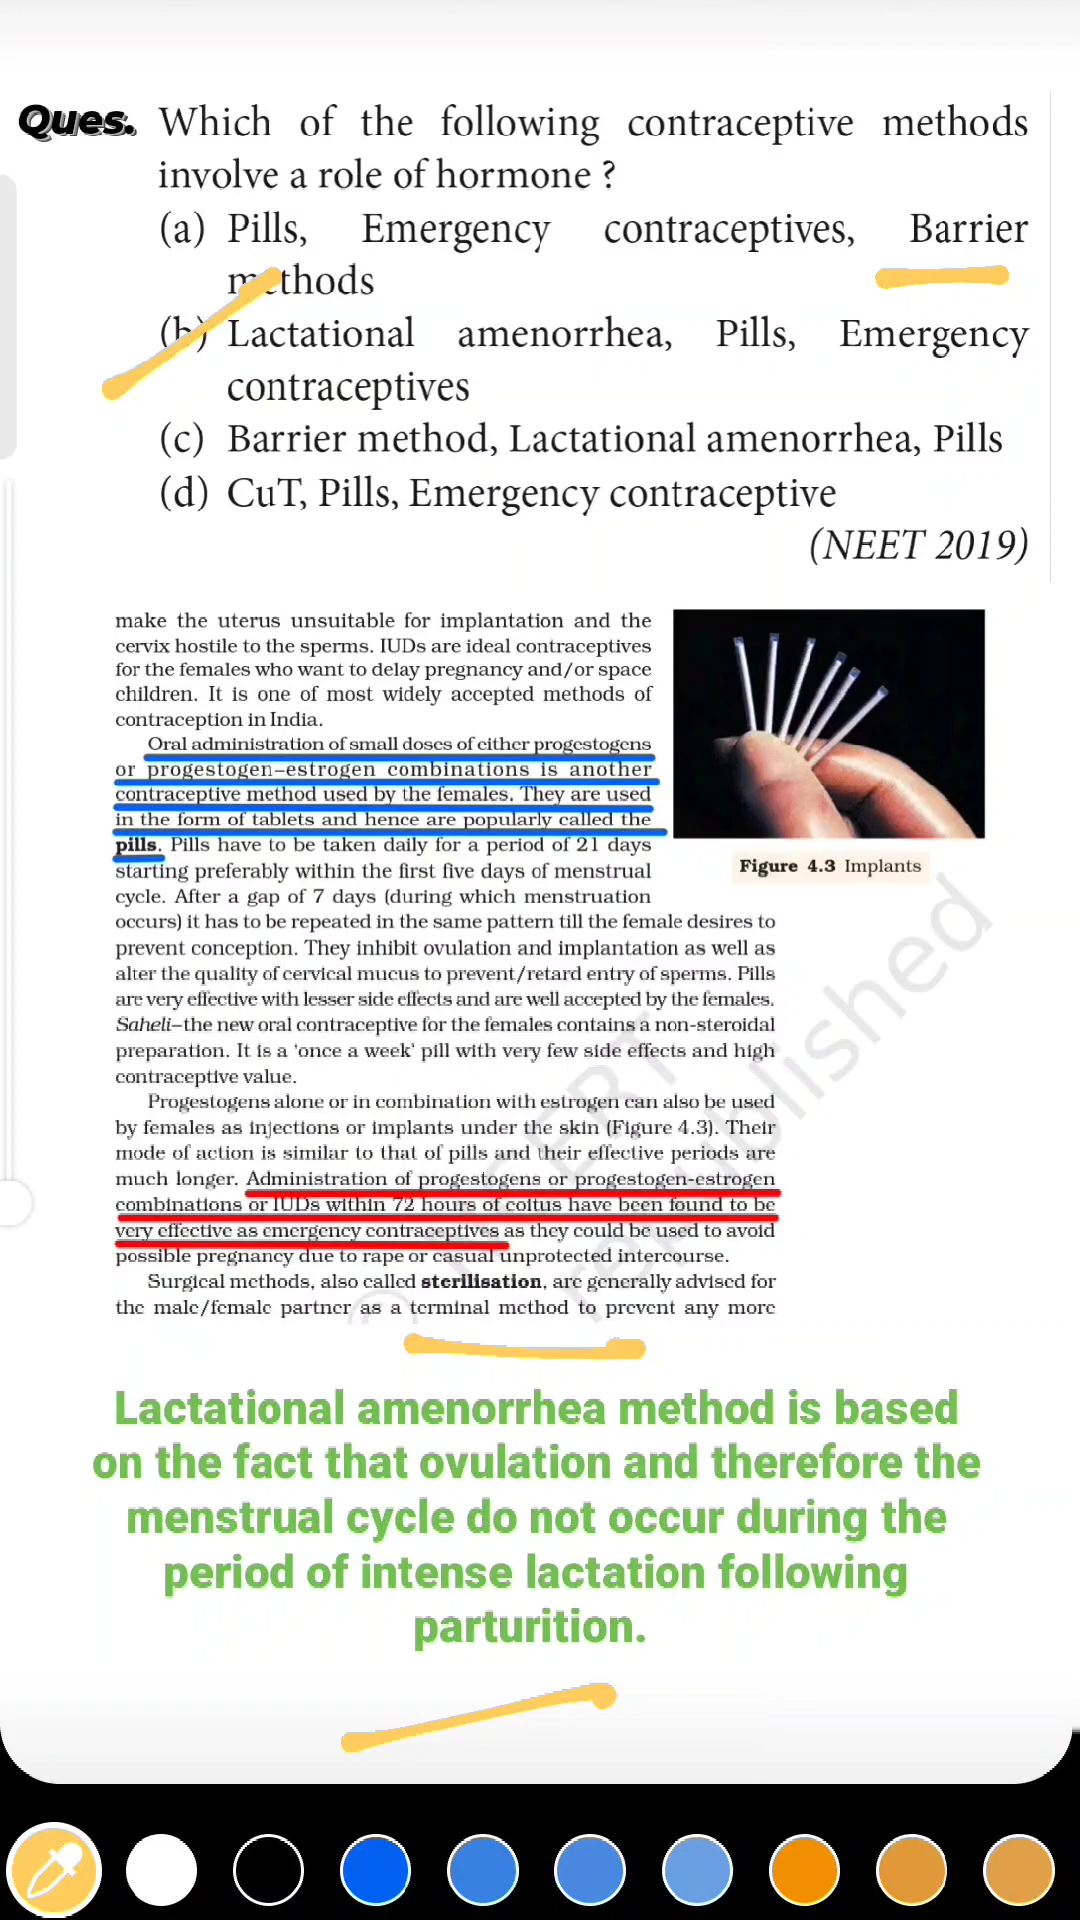 Ques. Which of the following contraceptive methods
involve a role of hormone ?
(a) Pills, Emergency contraceptives, Barrier
methods
(b) Lactational amenorrhea, Pills, Emergency
contraceptives
(c) Barrier method, Lactational amenorrhea, Pills
(d) CuT, Pills, Emergency contraceptive
(NEET 2019)
make the uterus unsuitable for implantation and the
cervix hostile to the sperms. IUDs are ideal contraceptives
for the females who want to delay pregnancy and/or space
children. It is one of most widely accepted methods of
contraception in India.
Oral administration of small doses of either progestogens
or progestogen–estrogen combinations is another
contraceptive method used by the females. They are used
in the form of tablets and hence are popularly called the
pills. Pills have to be taken daily for a period of 21 days
starting preferably within the first five days of menstrual
cycle. After a gap of 7 days (during which menstruation
occurs) it has to be repeated in the same pattern till the female desires to
prevent conception. They inhibit ovulation and implantation as well as
alter the quality of cervical mucus to prevent/retard entry of sperms. Pills
are very effective with lesser side effects and are well accepted by the females.
Saheli–the new oral contraceptive for the females contains a non-steroidal
preparation. It is a 'once a week' pill with very few side effects and high
contraceptive value.
Progestogens alone or in combination with estrogen can also be used
by females as injections or implants under the skin (Figure 4.3). Their
mode of action is similar to that of pills and their effective periods are
much longer. Administration of progestogens or progestogen-estrogen
combinations or IUDs within 72 hours of coitus have been found to be
very effective as emergency contraceptives as they could be used to avoid
possible pregnancy due to rape or casual unprotected intercourse.
Surgical methods, also called sterilisation, are generally advised for
the male/female partner as a terminal method to prevent any more
Figure 4.3 Implants
republished
Lactational amenorrhea method is based
on the fact that ovulation and therefore the
menstrual cycle do not occur during the
period of intense lactation following
parturition.